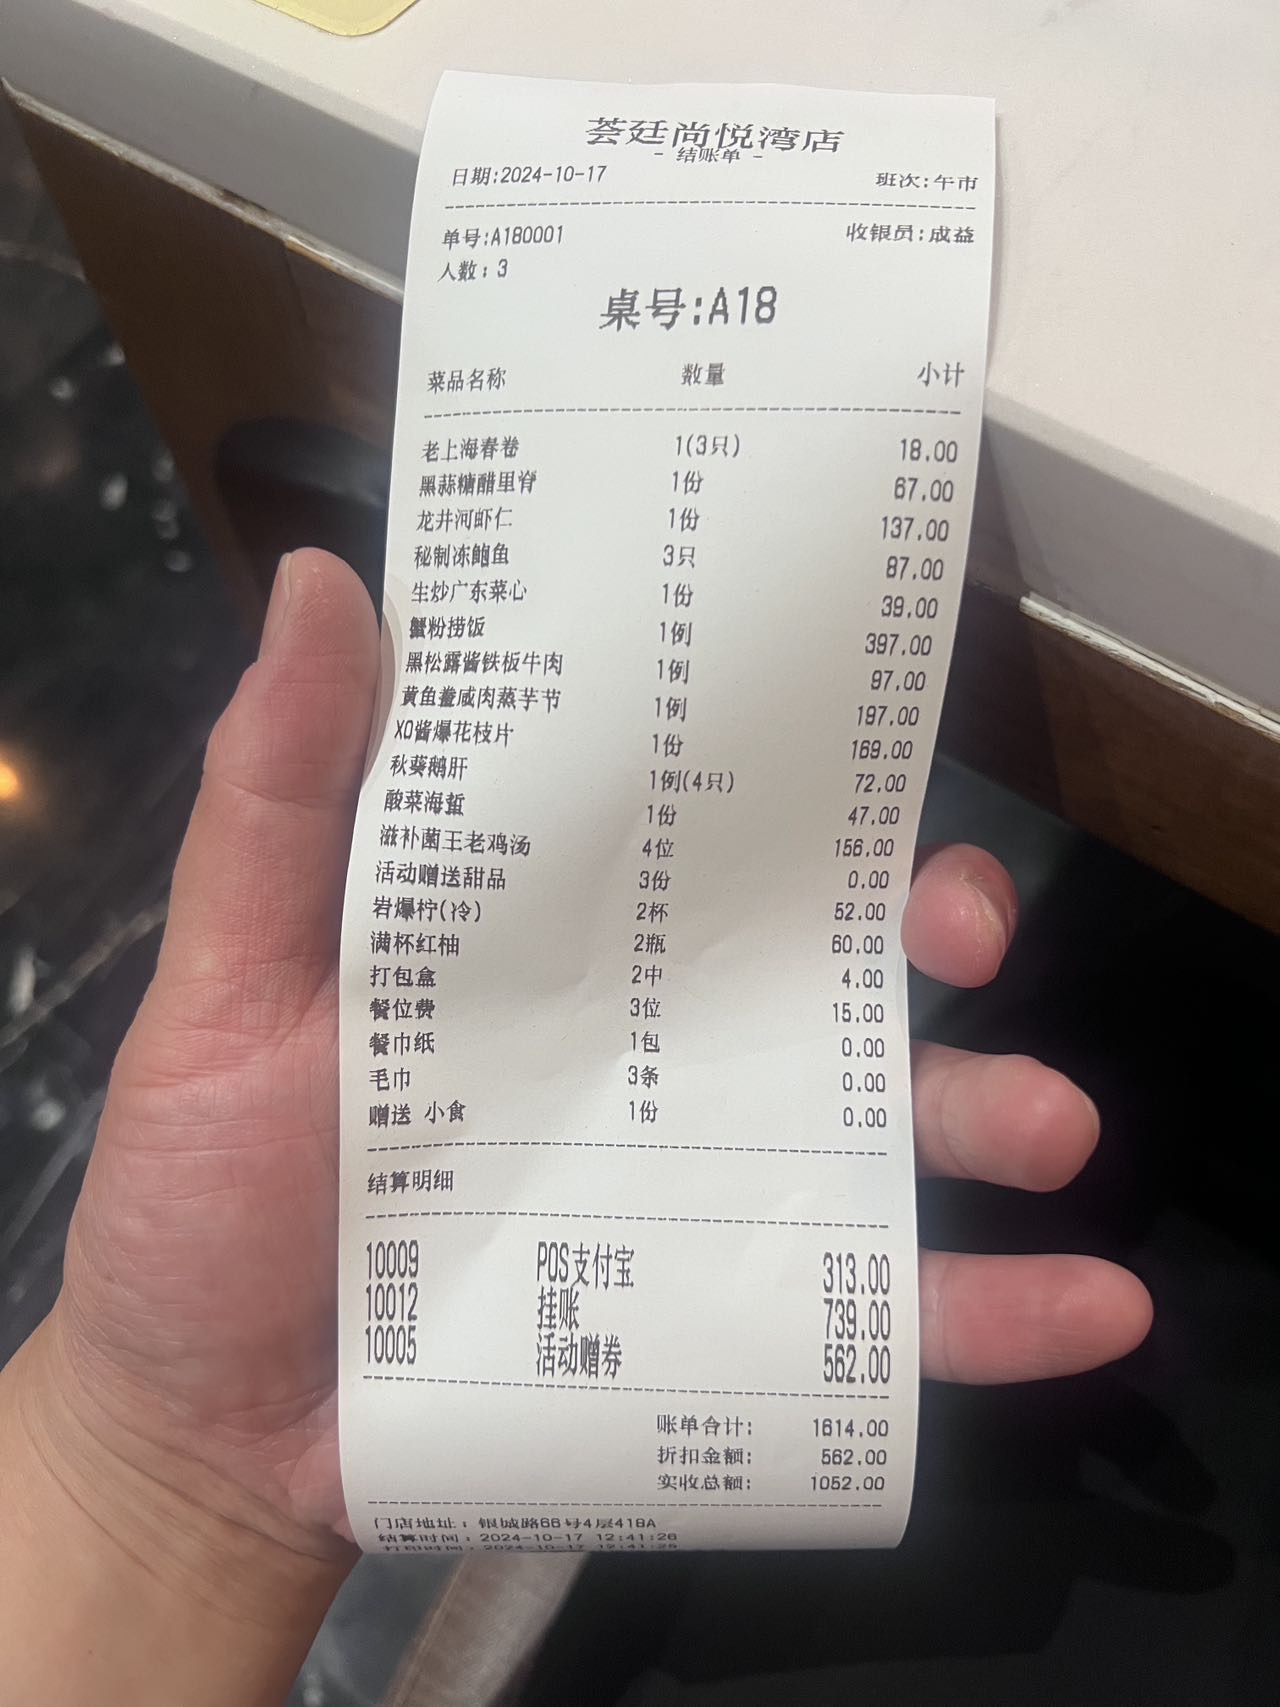 荟廷尚悦湾店
- 结账单 -
日期:2024-10-17 班次:午市
单号:A180001 收银员:成益
人数:3
桌号:A18
菜品名称 数量 小计
老上海春卷 1(3只) 18.00
黑蒜糖醋里脊 1份 67.00
龙井河虾仁 1份 137.00
秘制冻鲍鱼 3只 87.00
生炒广东菜心 1份 39.00
蟹粉捞饭 1例 397.00
黑松露酱铁板牛肉 1例 97.00
黄鱼鲞咸肉蒸芋艿 1例 197.00
XO酱爆花枝片 1份 169.00
秋葵鹅肝 1例(4只) 72.00
酸菜海蜇 1份 47.00
滋补菌王老鸡汤 4位 156.00
活动赠送甜品 3份 0.00
岩爆柠(冷) 2杯 52.00
满杯红柚 2瓶 60.00
打包盒 2中 4.00
餐位费 3位 15.00
餐巾纸 1包 0.00
毛巾 3条 0.00
赠送 小食 1份 0.00
结算明细
10009 POS支付宝 313.00
10012 挂账 739.00
10005 活动赠券 562.00
账单合计: 1614.00
折扣金额: 562.00
实收总额: 1052.00
门店地址:银城路66号4层418A
结算时间:2024-10-17 12:41:26
打印时间:2024-10-17 12:41:26